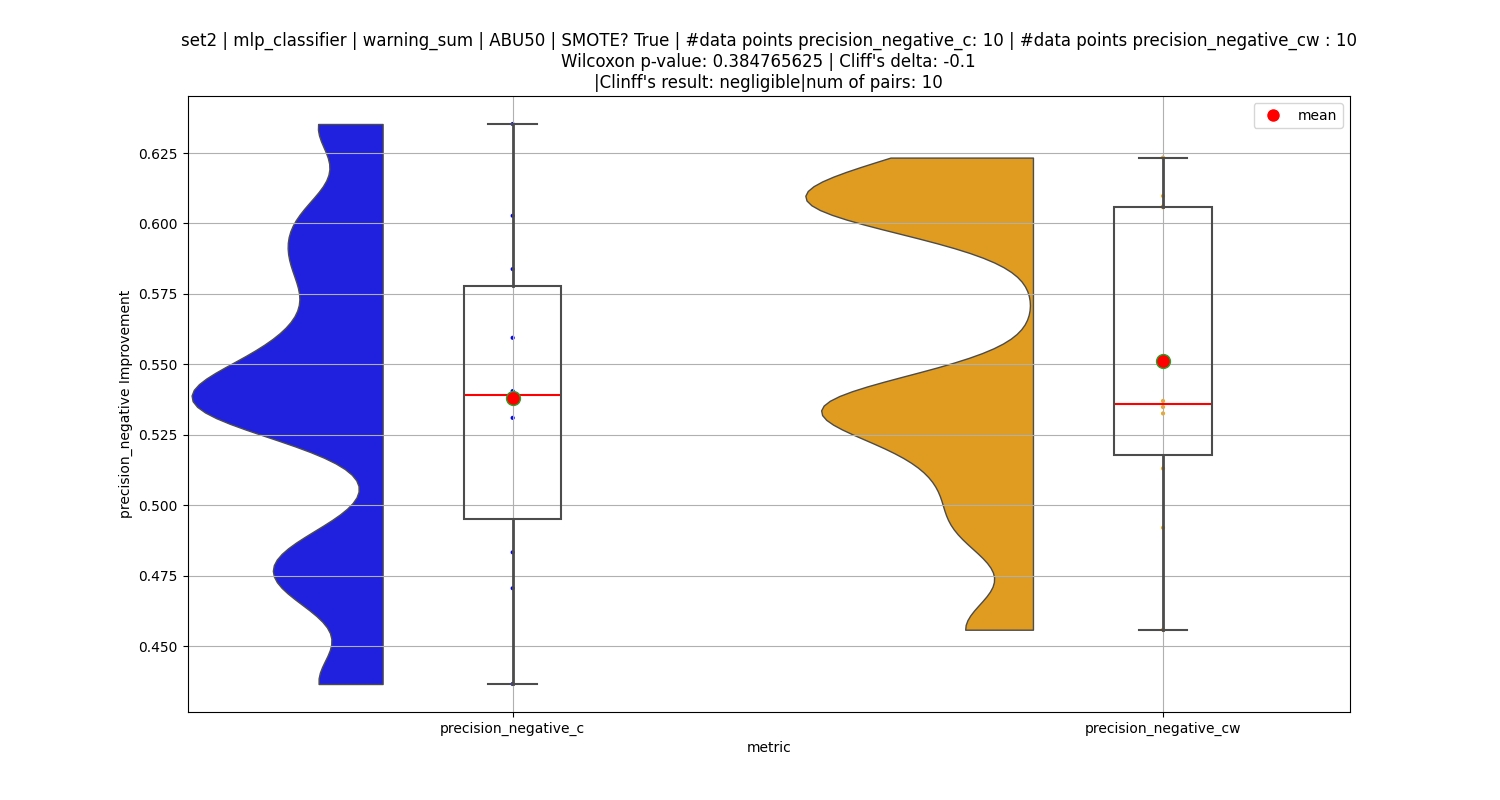 set2 | mlp_classifier | warning_sum | ABU50 | SMOTE? True | #data points precision_negative_c: 10 | #data points precision_negative_cw : 10
Wilcoxon p-value: 0.384765625 | Cliff's delta: -0.1
|Clinff's result: negligible|num of pairs: 10
mean
precision_negative Improvement
0.625
0.600
0.575
0.550
0.525
0.500
0.475
0.450
precision_negative_c
precision_negative_cw
metric